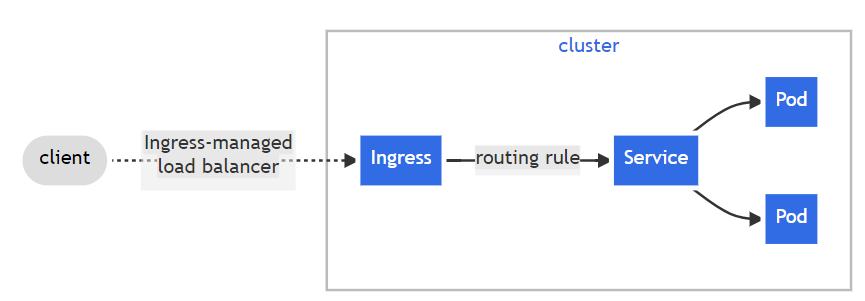 cluster
client
Ingress-managed
load balancer
Ingress
routing rule
Service
Pod
Pod